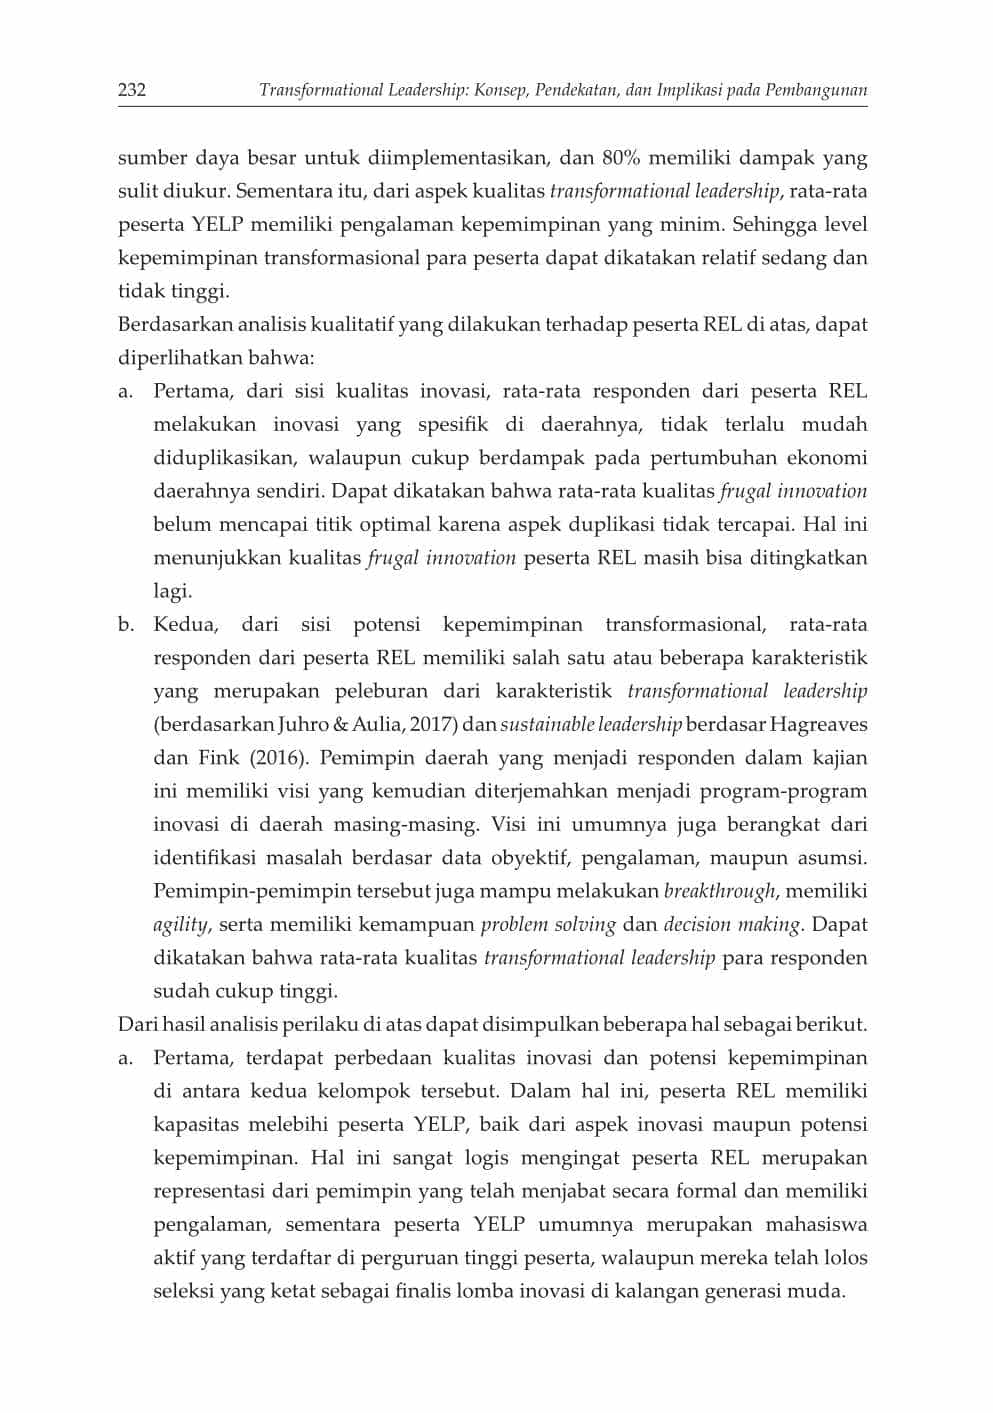 232 Transformational Leadership: Konsep, Pendekatan, dan Implikasi pada Pembangunan
sumber daya besar untuk diimplementasikan, dan 80% memiliki dampak yang
sulit diukur. Sementara itu, dari aspek kualitas transformational leadership, rata-rata
peserta YELP memiliki pengalaman kepemimpinan yang minim. Sehingga level
kepemimpinan transformasional para peserta dapat dikatakan relatif sedang dan
tidak tinggi.
Berdasarkan analisis kualitatif yang dilakukan terhadap peserta REL di atas, dapat
diperlihatkan bahwa:
a. Pertama, dari sisi kualitas inovasi, rata-rata responden dari peserta REL
melakukan inovasi yang spesifik di daerahnya, tidak terlalu mudah
diduplikasikan, walaupun cukup berdampak pada pertumbuhan ekonomi
daerahnya sendiri. Dapat dikatakan bahwa rata-rata kualitas frugal innovation
belum mencapai titik optimal karena aspek duplikasi tidak tercapai. Hal ini
menunjukkan kualitas frugal innovation peserta REL masih bisa ditingkatkan
lagi.
b. Kedua, dari sisi potensi kepemimpinan transformasional, rata-rata
responden dari peserta REL memiliki salah satu atau beberapa karakteristik
yang merupakan peleburan dari karakteristik transformational leadership
(berdasarkan Juhro & Aulia, 2017) dan sustainable leadership berdasar Hagreaves
dan Fink (2016). Pemimpin daerah yang menjadi responden dalam kajian
ini memiliki visi yang kemudian diterjemahkan menjadi program-program
inovasi di daerah masing-masing. Visi ini umumnya juga berangkat dari
identifikasi masalah berdasar data obyektif, pengalaman, maupun asumsi.
Pemimpin-pemimpin tersebut juga mampu melakukan breakthrough, memiliki
agility, serta memiliki kemampuan problem solving dan decision making. Dapat
dikatakan bahwa rata-rata kualitas transformational leadership para responden
sudah cukup tinggi.
Dari hasil analisis perilaku di atas dapat disimpulkan beberapa hal sebagai berikut.
a. Pertama, terdapat perbedaan kualitas inovasi dan potensi kepemimpinan
di antara kedua kelompok tersebut. Dalam hal ini, peserta REL memiliki
kapasitas melebihi peserta YELP, baik dari aspek inovasi maupun potensi
kepemimpinan. Hal ini sangat logis mengingat peserta REL merupakan
representasi dari pemimpin yang telah menjabat secara formal dan memiliki
pengalaman, sementara peserta YELP umumnya merupakan mahasiswa
aktif yang terdaftar di perguruan tinggi peserta, walaupun mereka telah lolos
seleksi yang ketat sebagai finalis lomba inovasi di kalangan generasi muda.